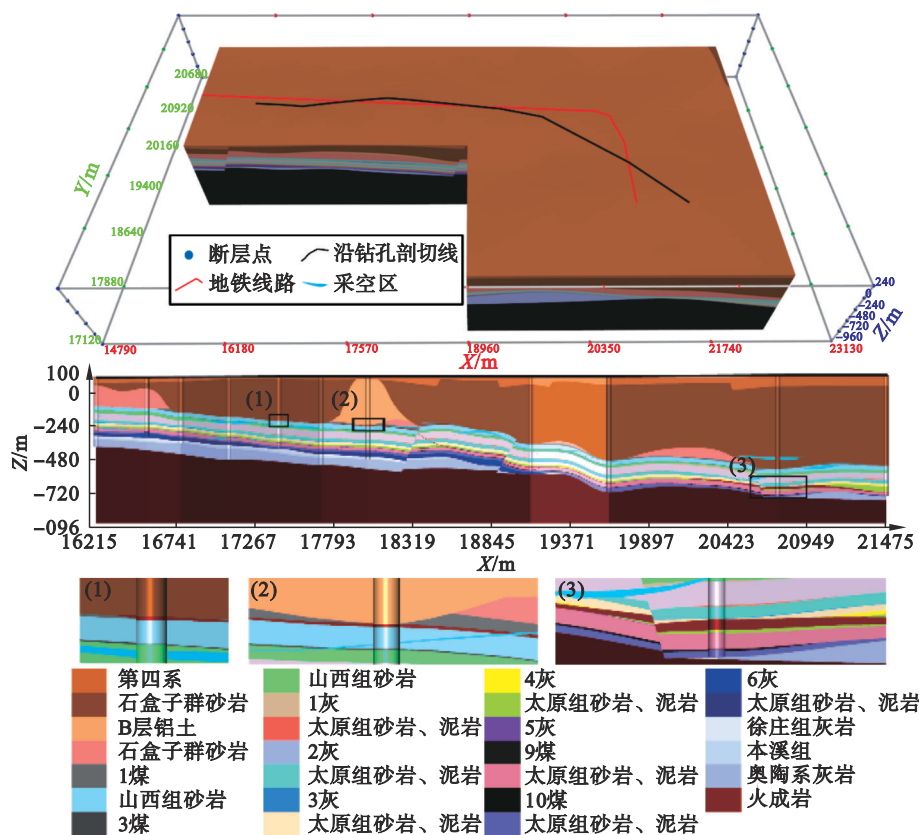 20680
20920
20160
19400
18640
17880
17120
Y/m
断层点 沿钻孔剖切线
地铁线路 采空区
240
0
-240
-480
-720
-960
Z/m
14790 16180 17570 18960 20350 21740 23130
X/m
100
0
-240
-480
-720
-096
Z/m
(1) (2) (3)
16215 16741 17267 17793 18319 18845 19371 19897 20423 20949 21475
X/m
(1) (2) (3)
第四系 山西组砂岩 4灰 6灰
石盒子群砂岩 1灰 太原组砂岩、泥岩 太原组砂岩、泥岩
B层铝土 太原组砂岩、泥岩 5灰 徐庄组灰岩
石盒子群砂岩 2灰 9煤 本溪组
1煤 太原组砂岩、泥岩 太原组砂岩、泥岩 奥陶系灰岩
山西组砂岩 3灰 10煤 火成岩
3煤 太原组砂岩、泥岩 太原组砂岩、泥岩